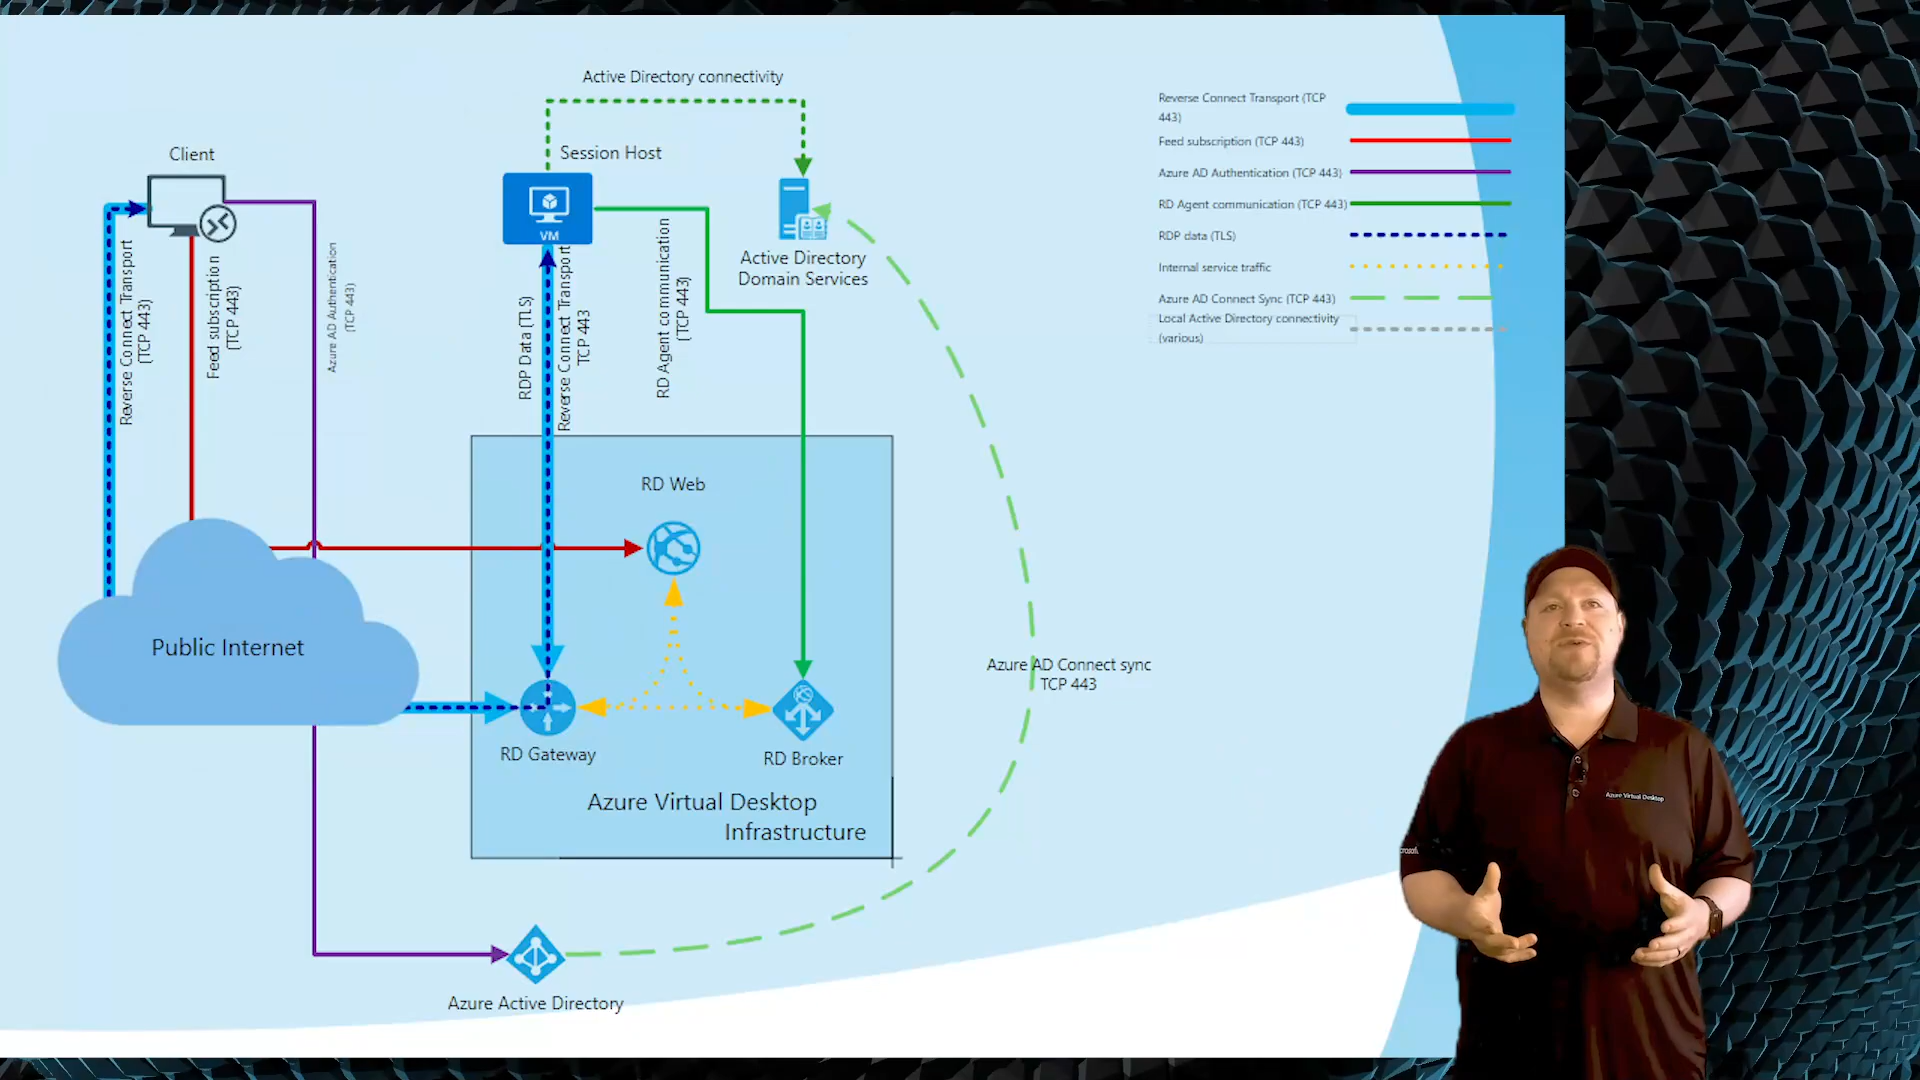 Active Directory connectivity
Client
Session Host
VM
Reverse Connect Transport
(TCP 443)
Feed subscription
(TCP 443)
Azure AD Authentication
(TCP 443)
RDP Data (TLS)
Reverse Connect Transport
TCP 443
RD Agent communication
(TCP 443)
Active Directory
Domain Services
Reverse Connect Transport (TCP
443)
Feed subscription (TCP 443)
Azure AD Authentication (TCP 443)
RD Agent communication (TCP 443)
RDP data (TLS)
Internal service traffic
Azure AD Connect Sync (TCP 443)
Local Active Directory connectivity
(various)
RD Web
Public Internet
RD Gateway
RD Broker
Azure Virtual Desktop
Infrastructure
Azure AD Connect sync
TCP 443
Azure Active Directory
Azure Virtual Desktop